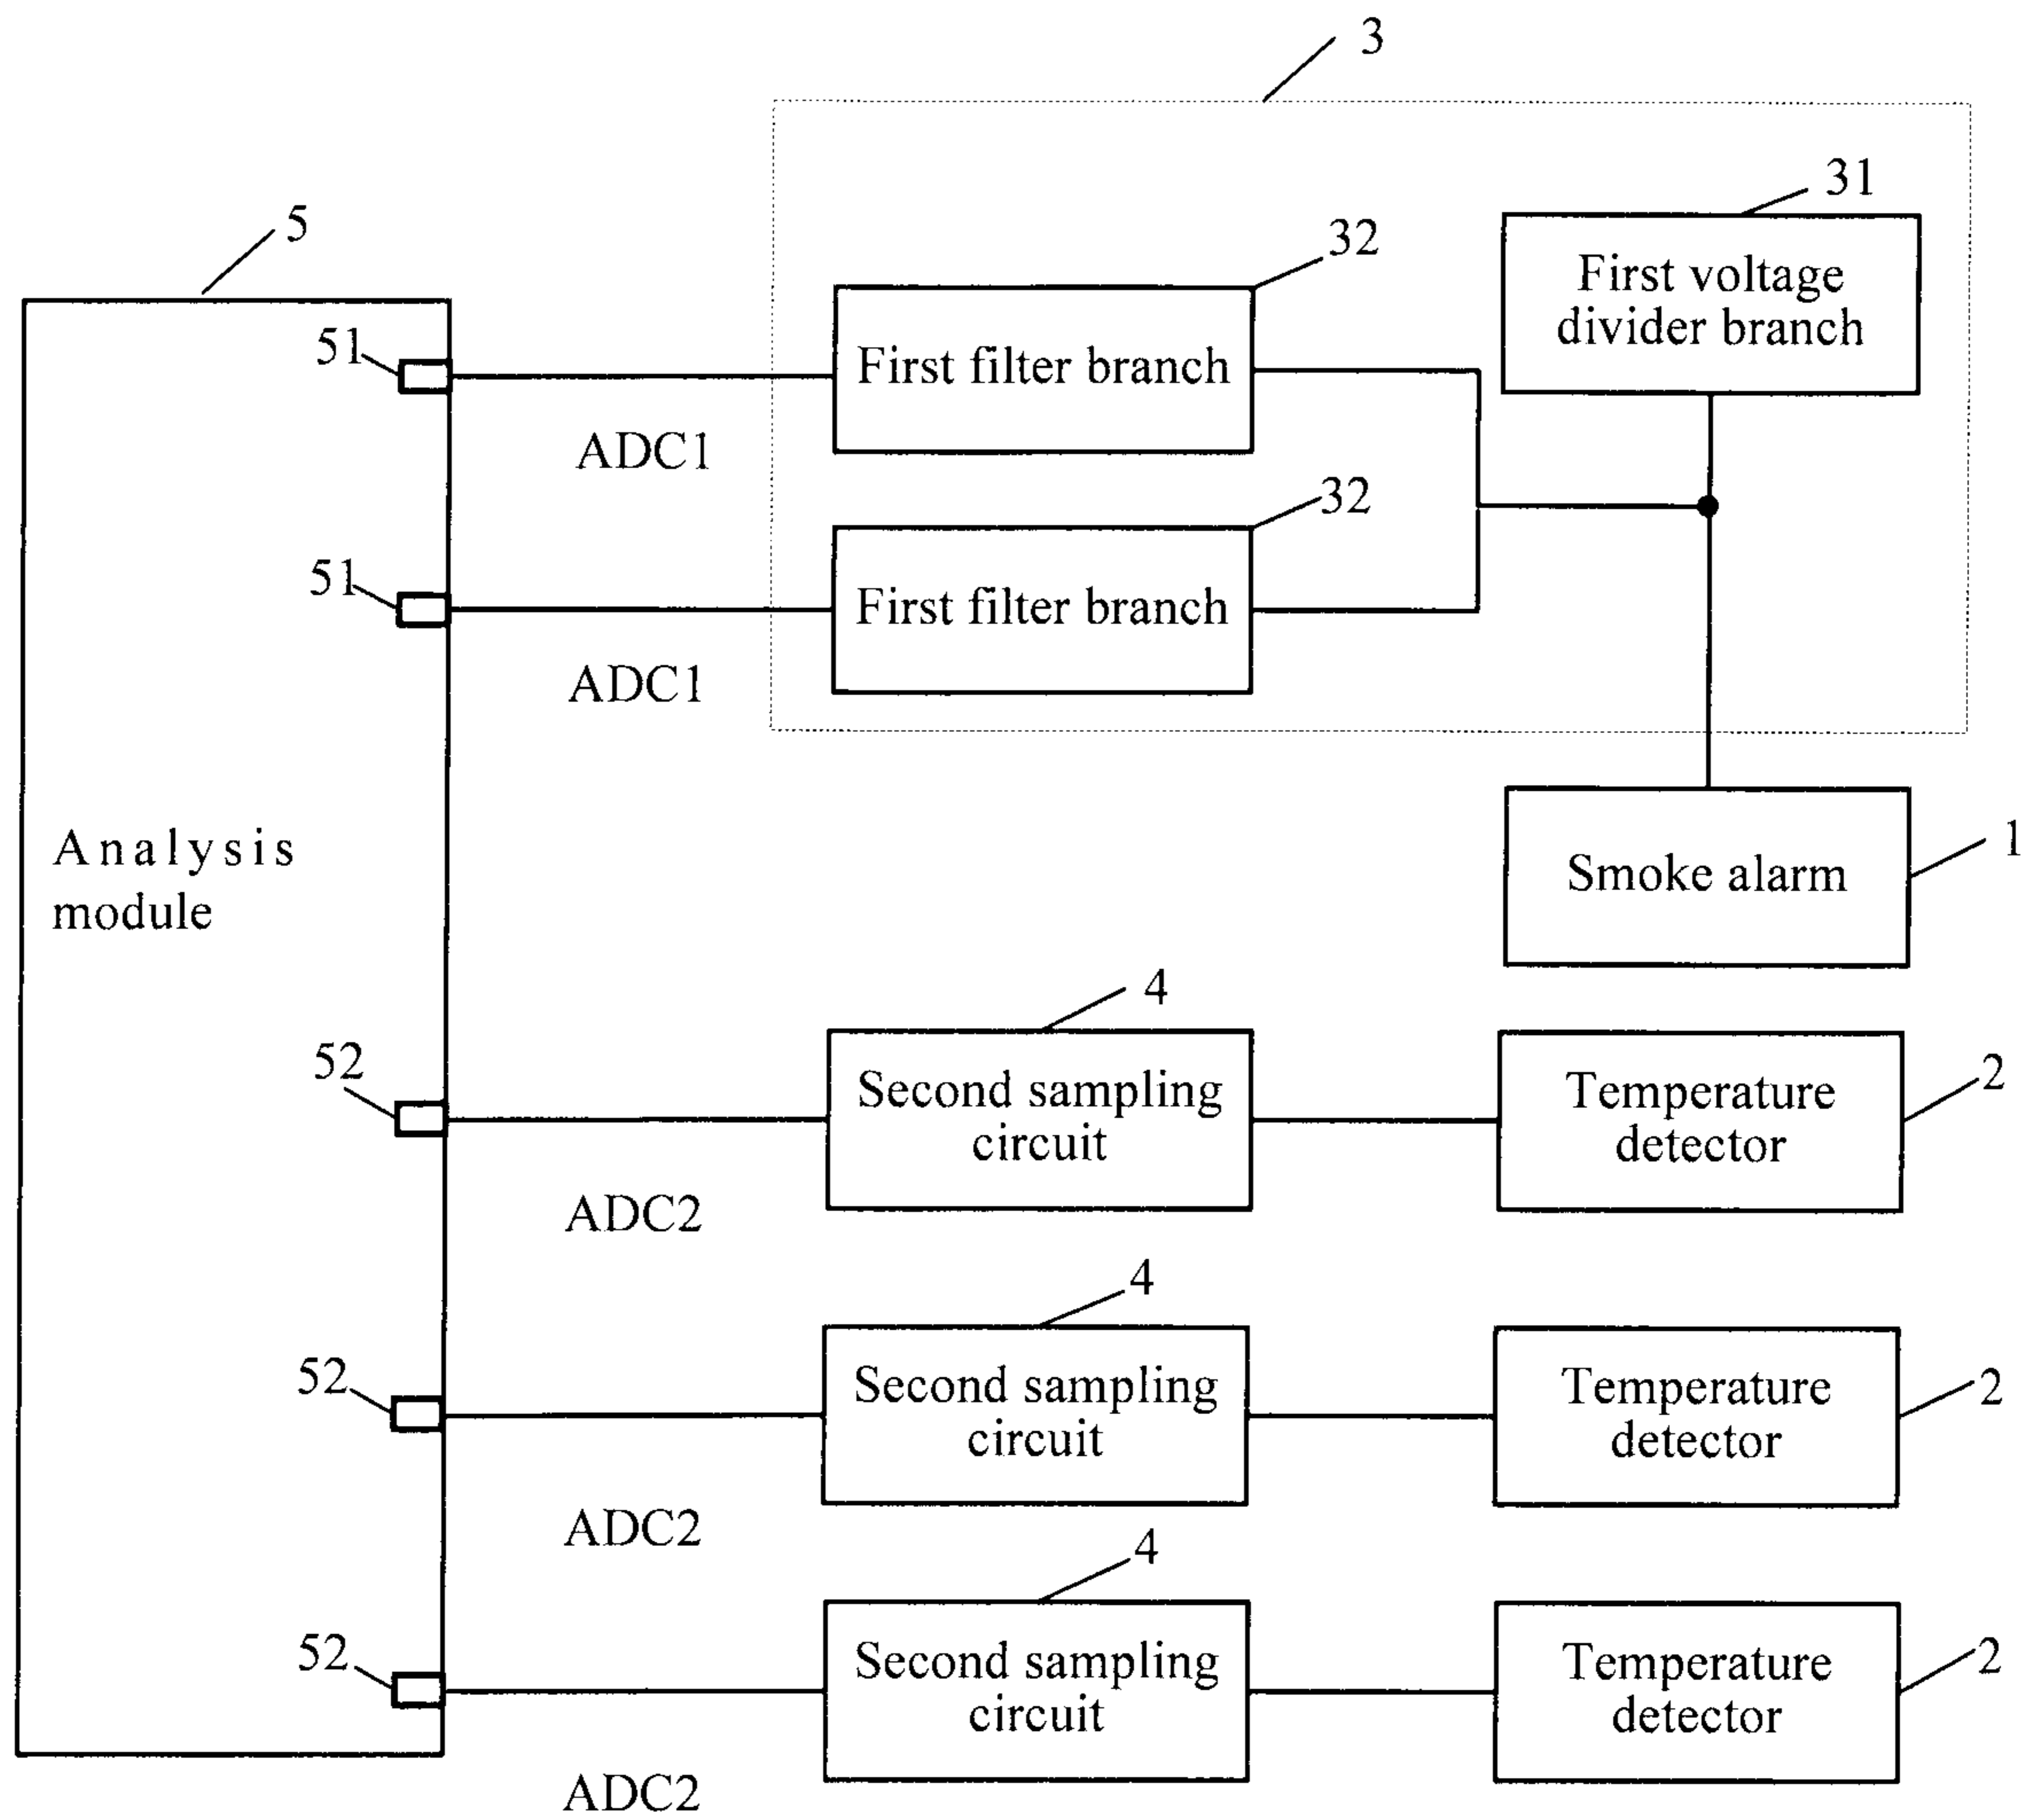 3
31
First voltage
divider branch
5
32
51
First filter branch
ADC1
32
51
First filter branch
ADC1
Analysis
module
1
Smoke alarm
4
52
Second sampling
circuit
2
Temperature
detector
ADC2
4
52
Second sampling
circuit
2
Temperature
detector
ADC2
4
52
Second sampling
circuit
2
Temperature
detector
ADC2